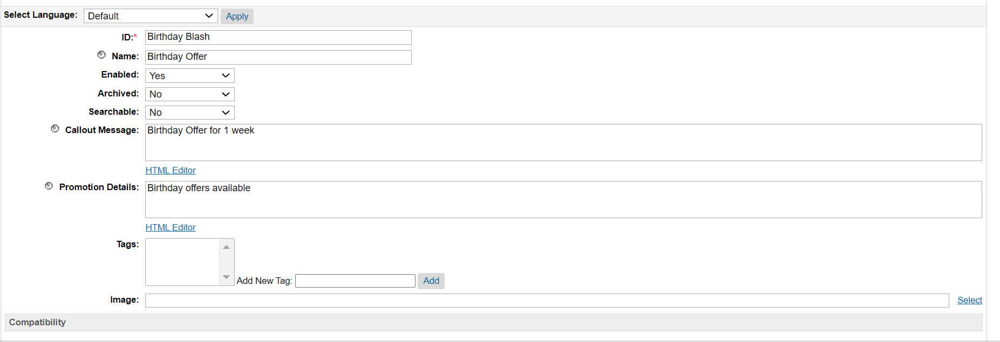 Select Language: Default Apply
ID:* Birthday Blash
Name: Birthday Offer
Enabled: Yes
Archived: No
Searchable: No
Callout Message: Birthday Offer for 1 week
HTML Editor
Promotion Details: Birthday offers available
HTML Editor
Tags:
Add New Tag: Add
Image: Select
Compatibility